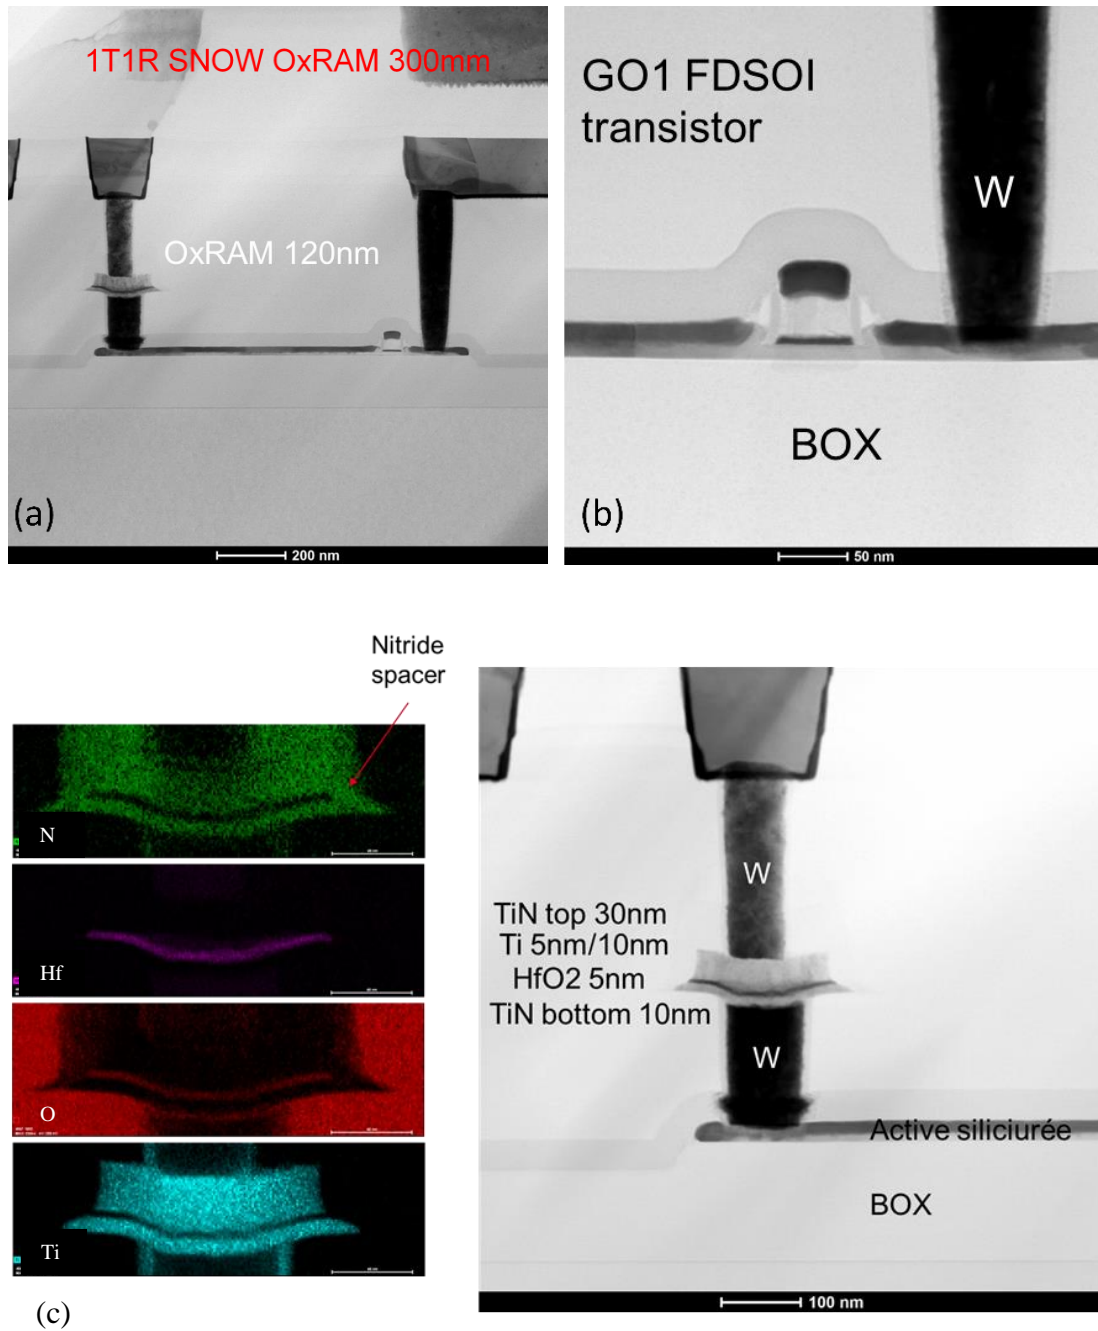 1T1R SNOW OxRAM 300mm
OxRAM 120nm
(a)
200 nm
GO1 FDSOI
transistor
W
BOX
(b)
50 nm
Nitride
spacer
N
Hf
O
Ti
(c)
W
TiN top 30nm
Ti 5nm/10nm
HfO2 5nm
TiN bottom 10nm
W
Active siliciurée
BOX
100 nm